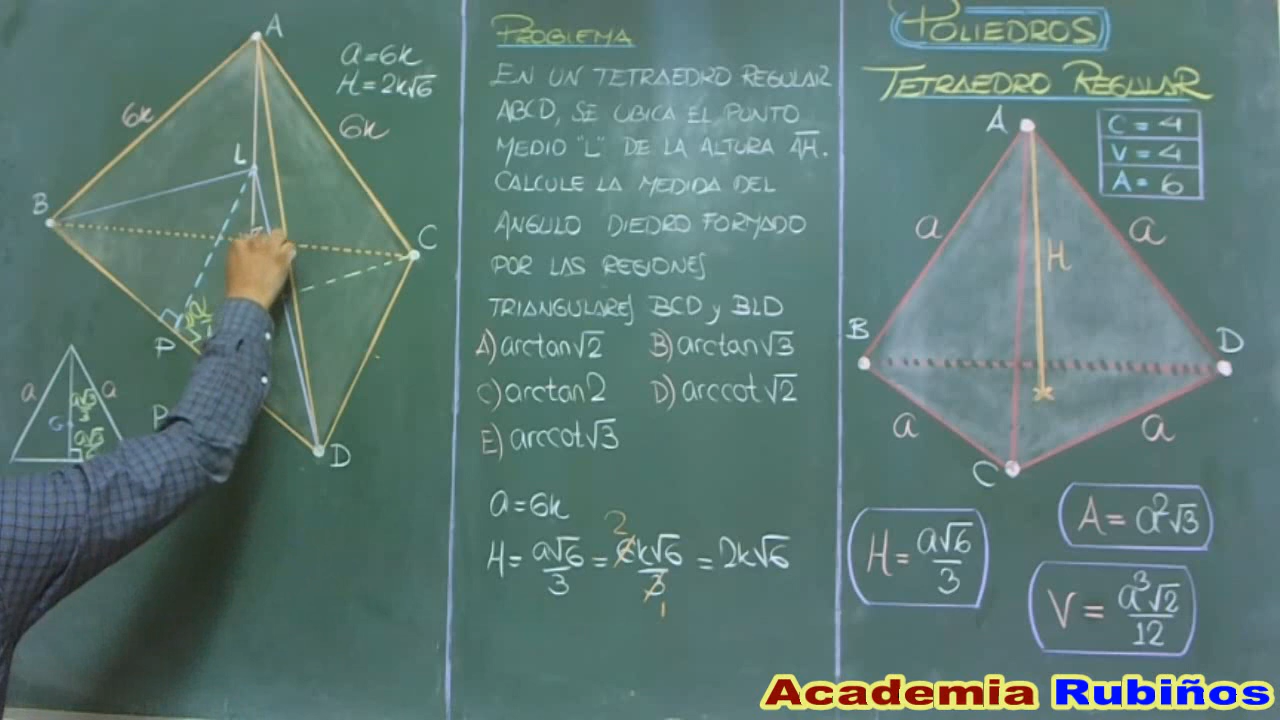 A
a=6k
H=2k√6
6k
6k
L
B
C
P
D
a
a
G
a√3
PROBLEMA
EN UN TETRAEDRO REGULAR
ABCD, SE UBICA EL PUNTO
MEDIO "L" DE LA ALTURA AH.
CALCULE LA MEDIDA DEL
ANGULO DIEDRO FORMADO
POR LAS REGIONES
TRIANGULARES BCD y BLD
A) arctan√2 B) arctan√3
C) arctan2 D) arccot√2
E) arccot√3
a=6k
H= a√6/3 = 6k√6/3 = 2k√6
2
1
POLIEDROS
TETRAEDRO REGULAR
C = 4
V = 4
A = 6
A
a
a
H
B
D
a
a
C
H= a√6/3
A= a²√3
V = a³√2/12
Academia Rubiños